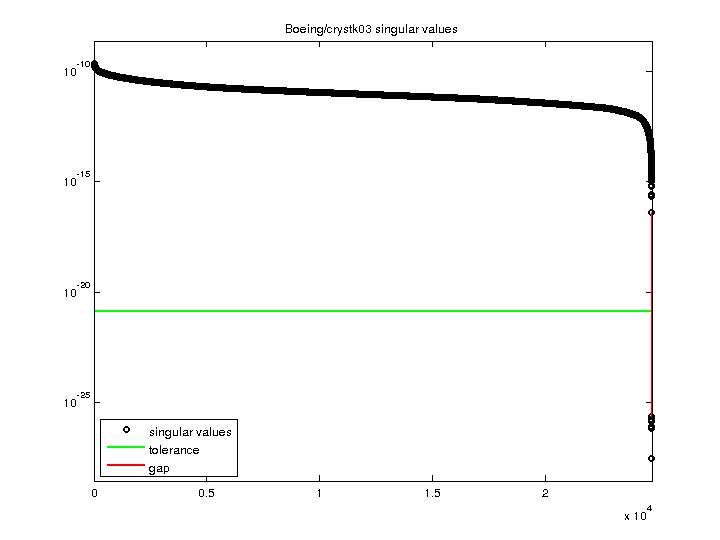 Boeing/crystk03 singular values
10^-10
10^-15
10^-20
10^-25
singular values
tolerance
gap
0 0.5 1 1.5 2
x 10^4